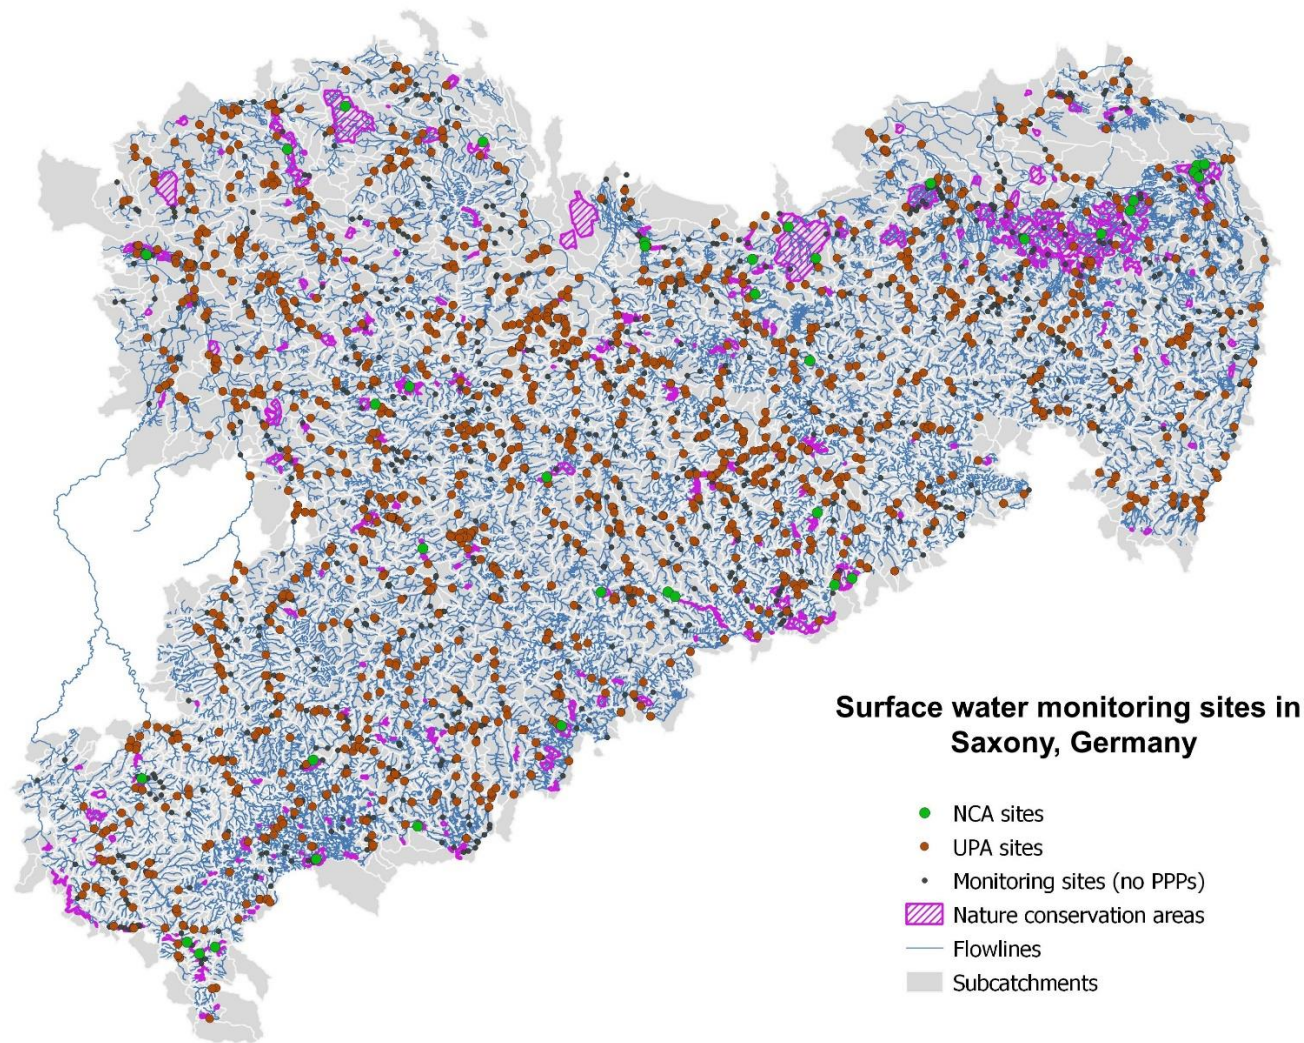 Surface water monitoring sites in
Saxony, Germany
NCA sites
UPA sites
Monitoring sites (no PPPs)
Nature conservation areas
Flowlines
Subcatchments